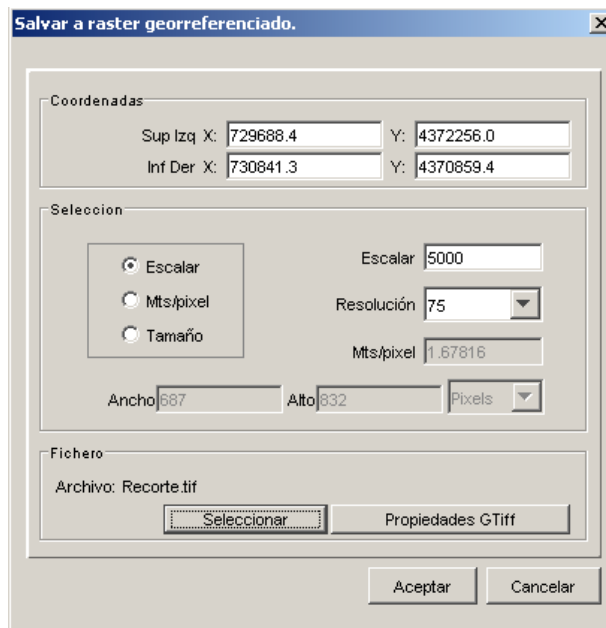 Salvar a raster georreferenciado.
Coordenadas
Sup Izq X: 729688.4 Y: 4372256.0
Inf Der X: 730841.3 Y: 4370859.4
Seleccion
Escalar
Mts/pixel
Tamaño
Escalar 5000
Resolución 75
Mts/pixel 1.67816
Ancho 687 Alto 832 Pixels
Fichero
Archivo: Recorte.tif
Seleccionar Propiedades GTiff
Aceptar Cancelar